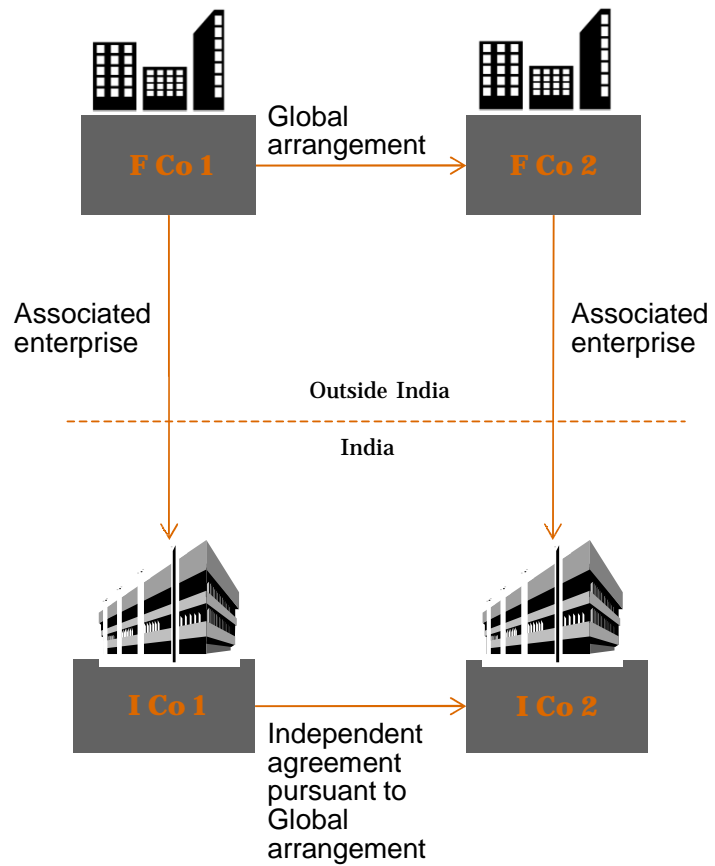 Global
arrangement
F Co 1
F Co 2
Associated
enterprise
Associated
enterprise
Outside India
India
I Co 1
I Co 2
Independent
agreement
pursuant to
Global
arrangement